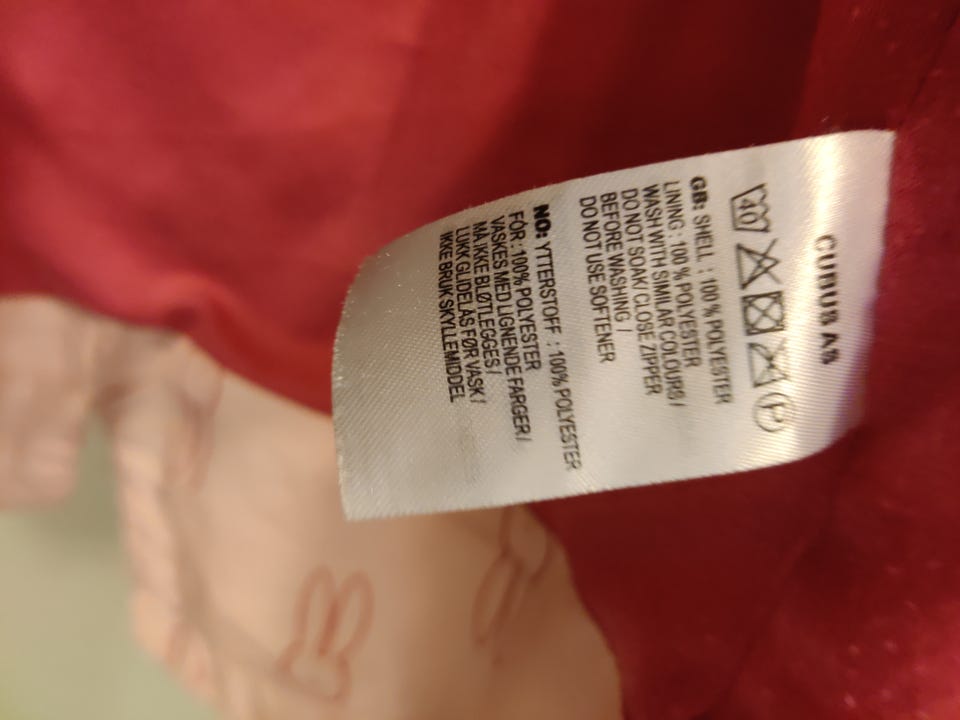 CUBUS AS
40 P
GB: SHELL : 100 % POLYESTER
LINING : 100 % POLYESTER
WASH WITH SIMILAR COLOURS /
DO NOT SOAK / CLOSE ZIPPER
BEFORE WASHING /
DO NOT USE SOFTENER
NO: YTTERSTOFF : 100% POLYESTER
FÓR : 100% POLYESTER
VASKES MED LIGNENDE FARGER /
MÅ IKKE BLØTLEGGES /
LUKK GLIDELÅS FØR VASK /
IKKE BRUK SKYLLEMIDDEL